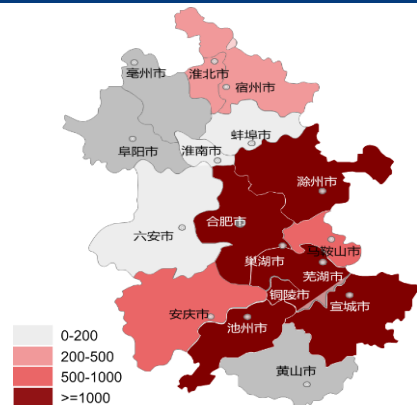 亳州市
淮北市
宿州市
蚌埠市
阜阳市
淮南市
滁州市
合肥市
六安市
马鞍山市
巢湖市
芜湖市
铜陵市
宣城市
安庆市
池州市
黄山市
0-200
200-500
500-1000
>=1000